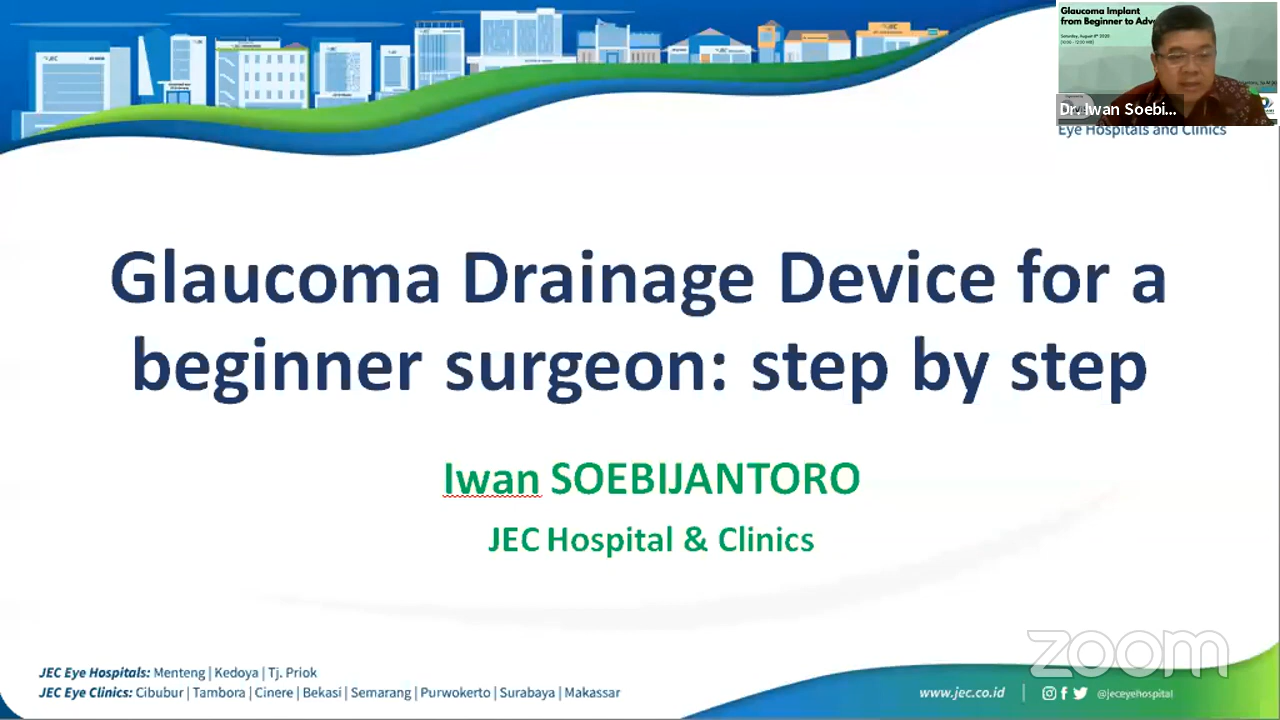 Glaucoma Implant
from Beginner to Adv
Saturday, August 8th 2020
Dr. Iwan Soebi...
Eye Hospitals and Clinics
JEC
JEC
Glaucoma Drainage Device for a
beginner surgeon: step by step
Iwan SOEBIJANTORO
JEC Hospital & Clinics
zoom
JEC Eye Hospitals: Menteng | Kedoya | Tj. Priok
JEC Eye Clinics: Cibubur | Tambora | Cinere | Bekasi | Semarang | Purwokerto | Surabaya | Makassar
www.jec.co.id
@jeceyehospital